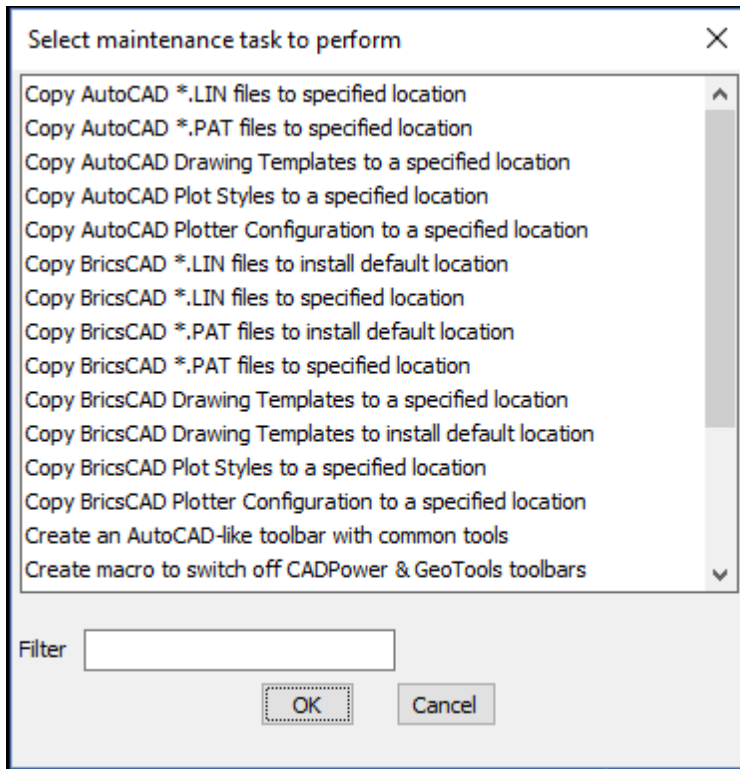 Select maintenance task to perform
Copy AutoCAD *.LIN files to specified location
Copy AutoCAD *.PAT files to specified location
Copy AutoCAD Drawing Templates to a specified location
Copy AutoCAD Plot Styles to a specified location
Copy AutoCAD Plotter Configuration to a specified location
Copy BricsCAD *.LIN files to install default location
Copy BricsCAD *.LIN files to specified location
Copy BricsCAD *.PAT files to install default location
Copy BricsCAD *.PAT files to specified location
Copy BricsCAD Drawing Templates to a specified location
Copy BricsCAD Drawing Templates to install default location
Copy BricsCAD Plot Styles to a specified location
Copy BricsCAD Plotter Configuration to a specified location
Create an AutoCAD-like toolbar with common tools
Create macro to switch off CADPower & GeoTools toolbars
Filter
OK Cancel